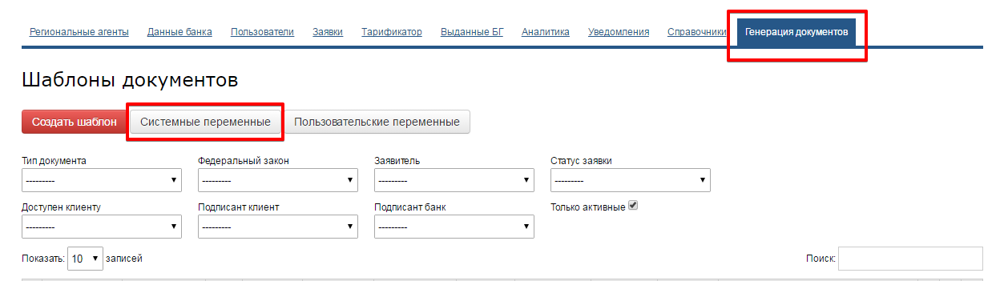 Региональные агенты Данные банка Пользователи Заявки Тарификатор Выданные БГ Аналитика Уведомления Справочники Генерация документов
Шаблоны документов
Создать шаблон Системные переменные Пользовательские переменные
Тип документа Федеральный закон Заявитель Статус заявки
--------- --------- --------- ---------
Доступен клиенту Подписант клиент Подписант банк Только активные
--------- --------- ---------
Показать: 10 записей Поиск: